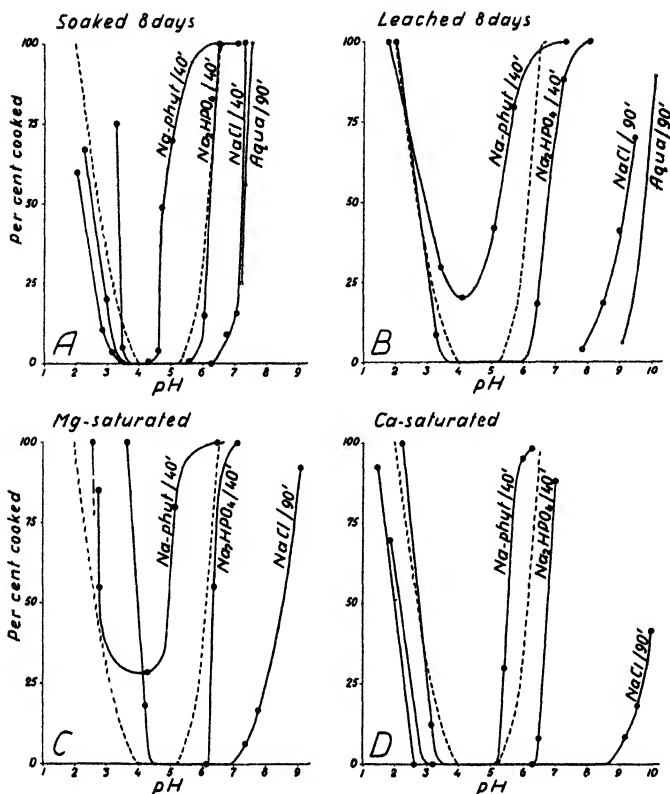 Soaked 8 days
Per cent cooked
100
75
50
25
0
Na-phyt/40'
Na₂HPO₄/40'
NaCl/40'
Aqua/90'
A
1 2 3 4 5 6 7 8 9
pH
Leached 8 days
100
75
50
25
0
Na-phyt/40'
Na₂HPO₄/40'
NaCl/90'
Aqua/90'
B
1 2 3 4 5 6 7 8 9 10
pH
Mg-saturated
Per cent cooked
100
75
50
25
0
Na-phyt/40'
Na₂HPO₄/40'
NaCl/90'
C
1 2 3 4 5 6 7 8 9
pH
Ca-saturated
100
75
50
25
0
Na-phyt/40'
Na₂HPO₄/40'
NaCl/90'
D
1 2 3 4 5 6 7 8 9 10
pH